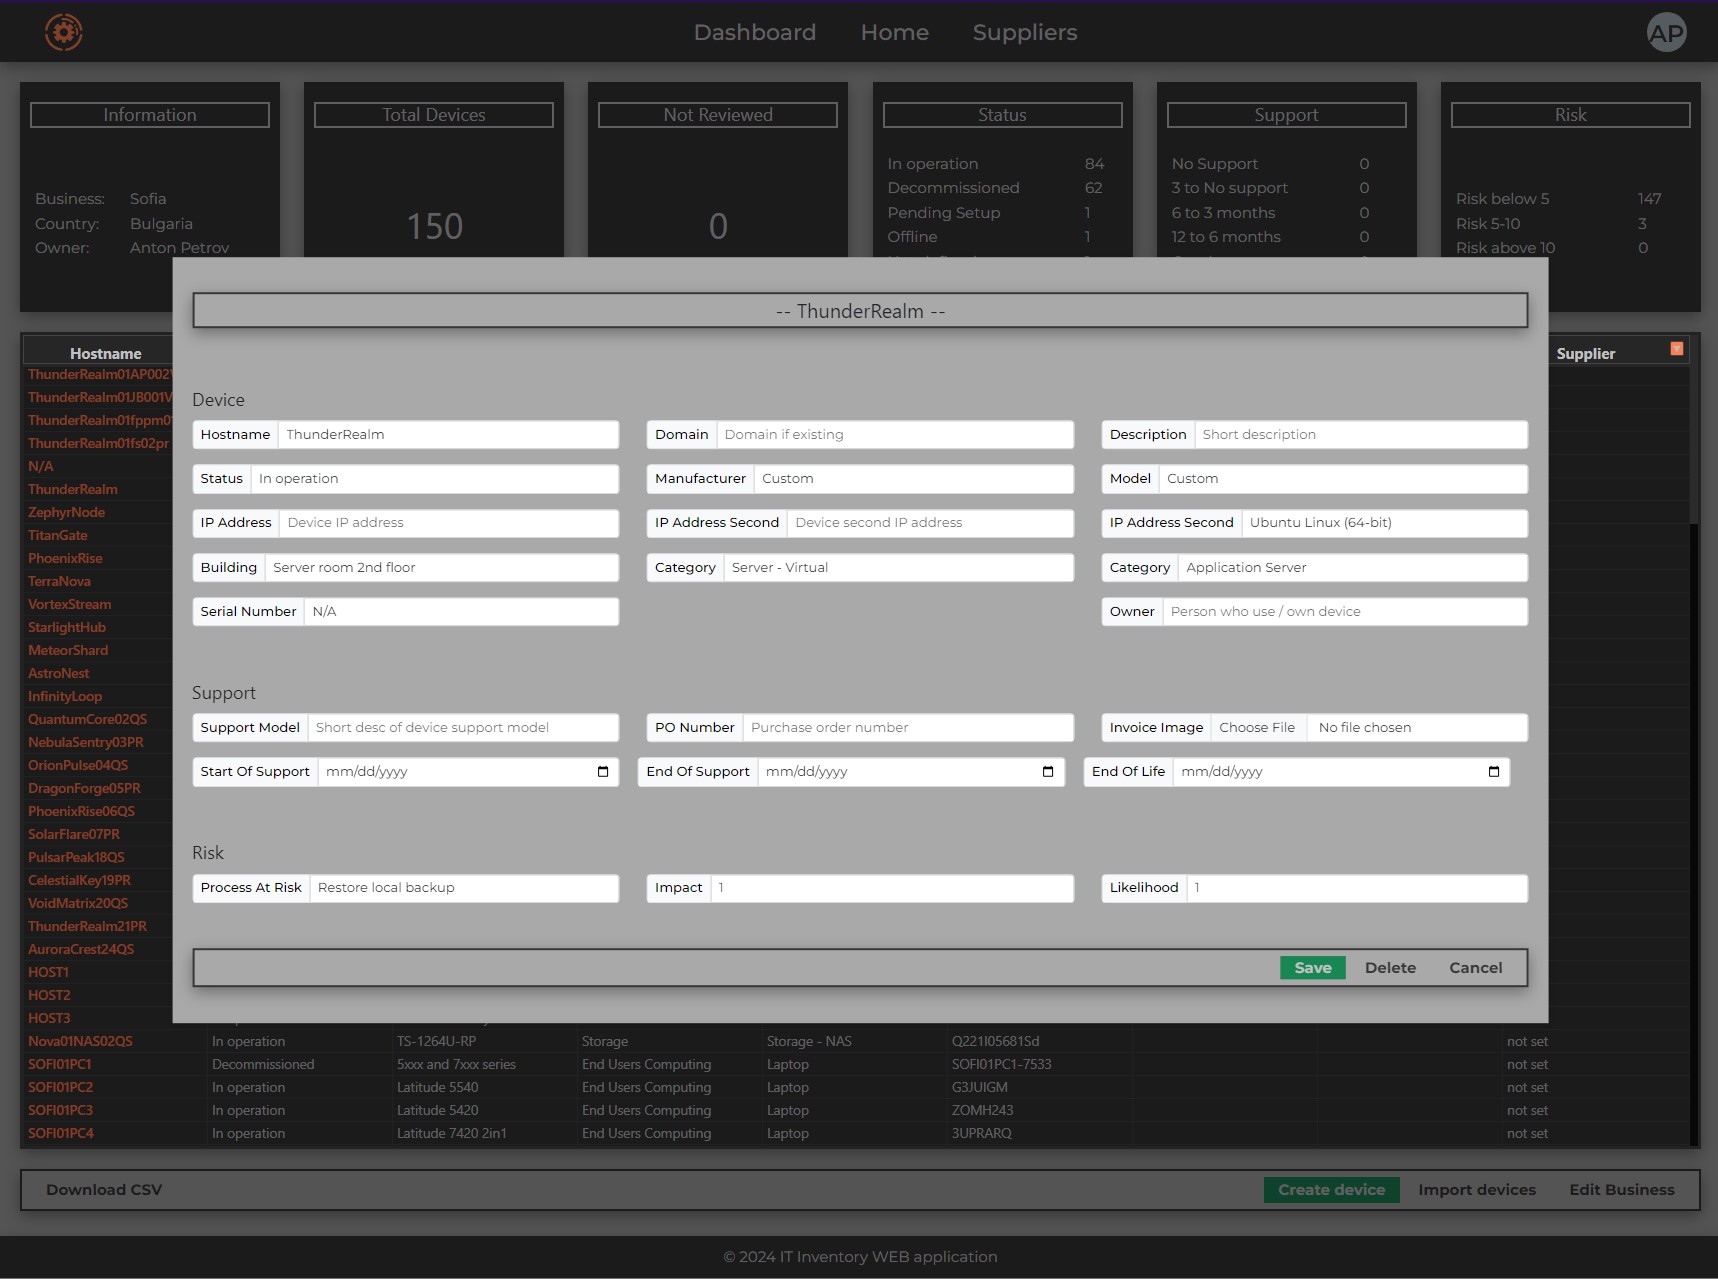 Dashboard Home Suppliers AP
Information Total Devices Not Reviewed Status Support Risk
In operation 84 No Support 0
Decommissioned 62 3 to No support 0
Business: Sofia Risk below 5 147
Pending Setup 1 6 to 3 months 0
Country: Bulgaria 150 0 Risk 5-10 3
Offline 1 12 to 6 months 0
Owner: Anton Petrov Risk above 10 0
-- ThunderRealm --
Hostname Supplier
Device
Hostname ThunderRealm Domain Domain if existing Description Short description
Status In operation Manufacturer Custom Model Custom
IP Address Device IP address IP Address Second Device second IP address IP Address Second Ubuntu Linux (64-bit)
Building Server room 2nd floor Category Server - Virtual Category Application Server
Serial Number N/A Owner Person who use / own device
Support
Support Model Short desc of device support model PO Number Purchase order number Invoice Image Choose File No file chosen
Start Of Support mm/dd/yyyy End Of Support mm/dd/yyyy End Of Life mm/dd/yyyy
Risk
Process At Risk Restore local backup Impact 1 Likelihood 1
Save Delete Cancel
ThunderRealm01AP002
ThunderRealm01JB001V
ThunderRealm01fppm0
ThunderRealm01fs02pr
N/A
ThunderRealm
ZephyrNode
TitanGate
PhoenixRise
TerraNova
VortexStream
StarlightHub
MeteorShard
AstroNest
InfinityLoop
QuantumCore02QS
NebulaSentry03PR
OrionPulse04QS
DragonForge05PR
PhoenixRise06QS
SolarFlare07PR
PulsarPeak18QS
CelestialKey19PR
VoidMatrix20QS
ThunderRealm21PR
AuroraCrest24QS
HOST1
HOST2
HOST3
Nova01NAS02QS In operation TS-1264U-RP Storage Storage - NAS Q221I05681Sd not set
SOFI01PC1 Decommissioned 5xxx and 7xxx series End Users Computing Laptop SOFI01PC1-7533 not set
SOFI01PC2 In operation Latitude 5540 End Users Computing Laptop G3JUIGM not set
SOFI01PC3 In operation Latitude 5420 End Users Computing Laptop ZOMH243 not set
SOFI01PC4 In operation Latitude 7420 2in1 End Users Computing Laptop 3UPRARQ not set
Download CSV Create device Import devices Edit Business
© 2024 IT Inventory WEB application